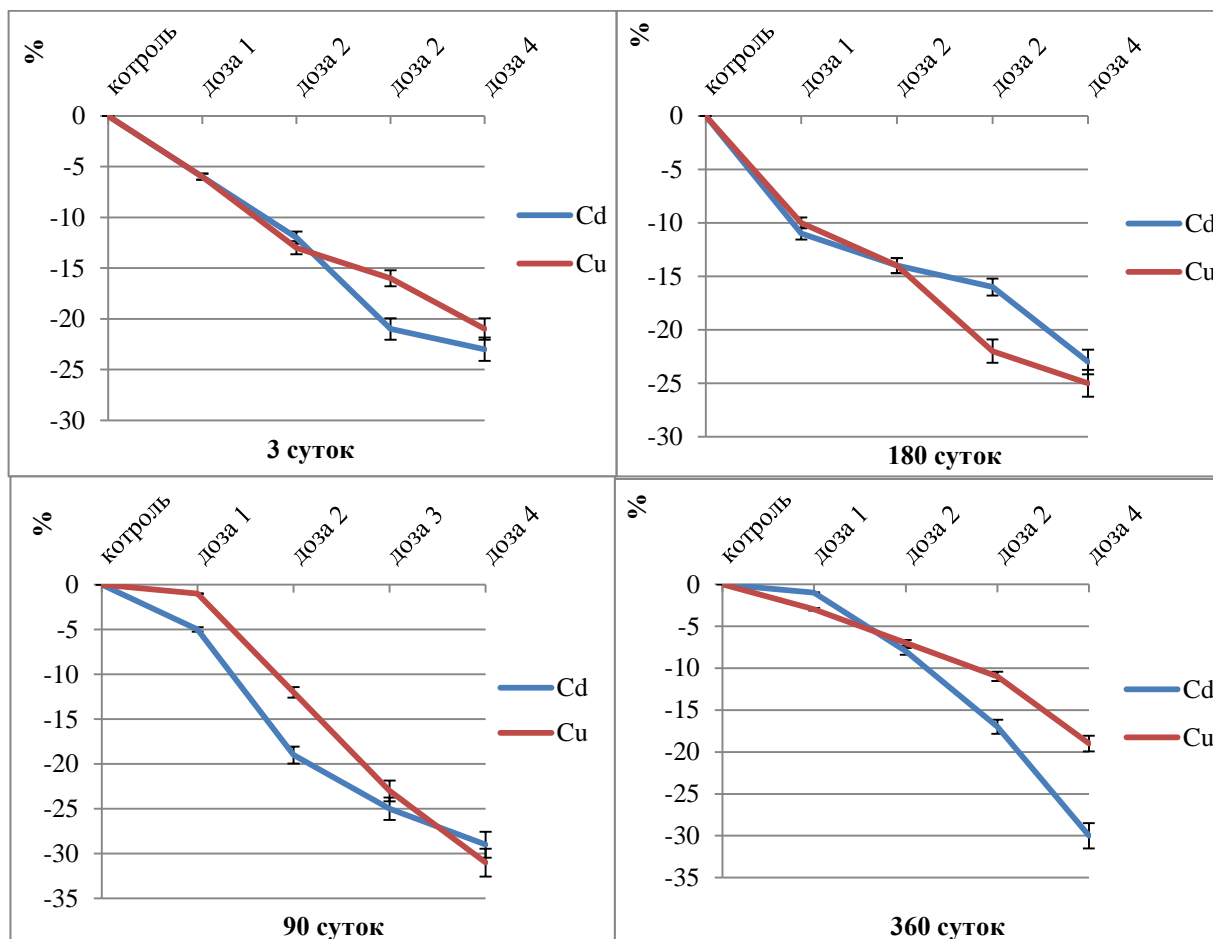 %
котроль
доза 1
доза 2
доза 2
доза 4
0
-5
-10
-15
-20
-25
-30
Cd
Cu
3 суток
%
котроль
доза 1
доза 2
доза 2
доза 4
0
-5
-10
-15
-20
-25
-30
Cd
Cu
180 суток
%
котроль
доза 1
доза 2
доза 3
доза 4
0
-5
-10
-15
-20
-25
-30
-35
Cd
Cu
90 суток
%
котроль
доза 1
доза 2
доза 2
доза 4
0
-5
-10
-15
-20
-25
-30
-35
Cd
Cu
360 суток